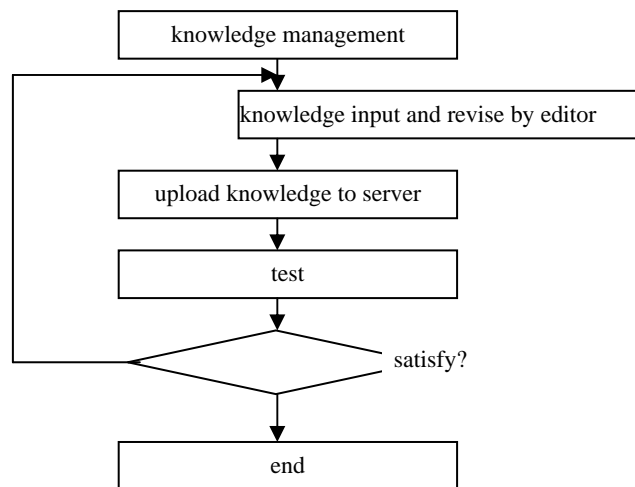 knowledge management
knowledge input and revise by editor
upload knowledge to server
test
satisfy?
end